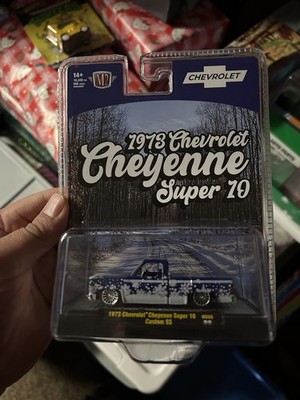 14+
M2
CHEVROLET
1973 Chevrolet
Cheyenne
Super 10
1973 Chevrolet Cheyenne Super 10
Custom SS